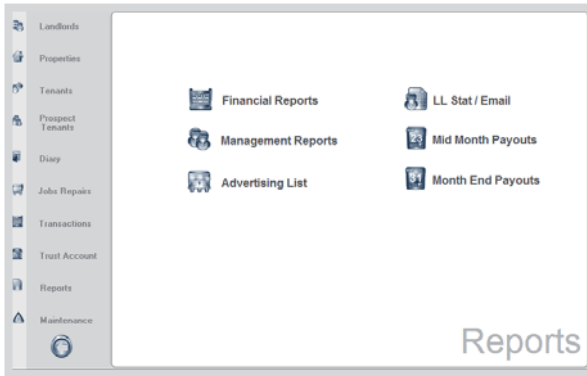 Landlords
Properties
Tenants
Prospect
Tenants
Diary
Jobs Repairs
Transactions
Trust Account
Reports
Maintenance
Financial Reports
LL Stat / Email
Management Reports
Mid Month Payouts
Advertising List
Month End Payouts
Reports